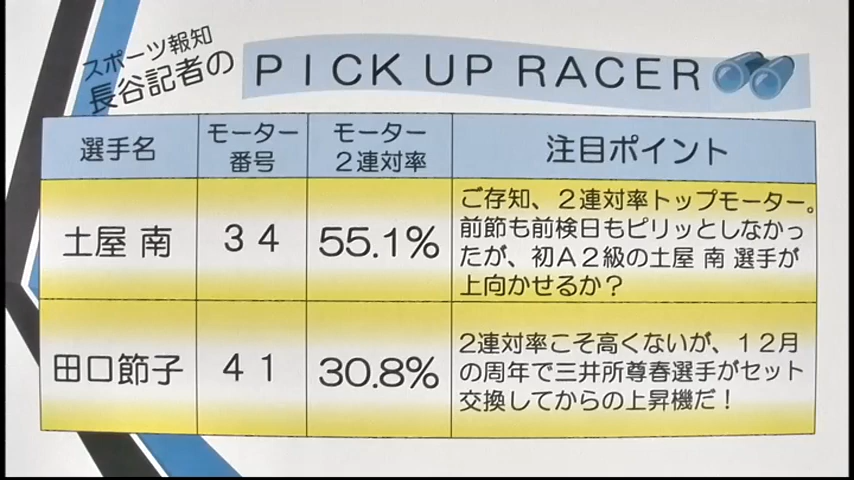 スポーツ報知
長谷記者の
PICK UP RACER
選手名
モーター
番号
モーター
2連対率
注目ポイント
土屋 南
34
55.1%
ご存知、2連対率トップモーター。
前節も前検日もピリッとしなかっ
たが、初A2級の土屋 南 選手が
上向かせるか？
田口節子
41
30.8%
2連対率こそ高くないが、12月
の周年で三井所尊春選手がセット
交換してからの上昇機だ！